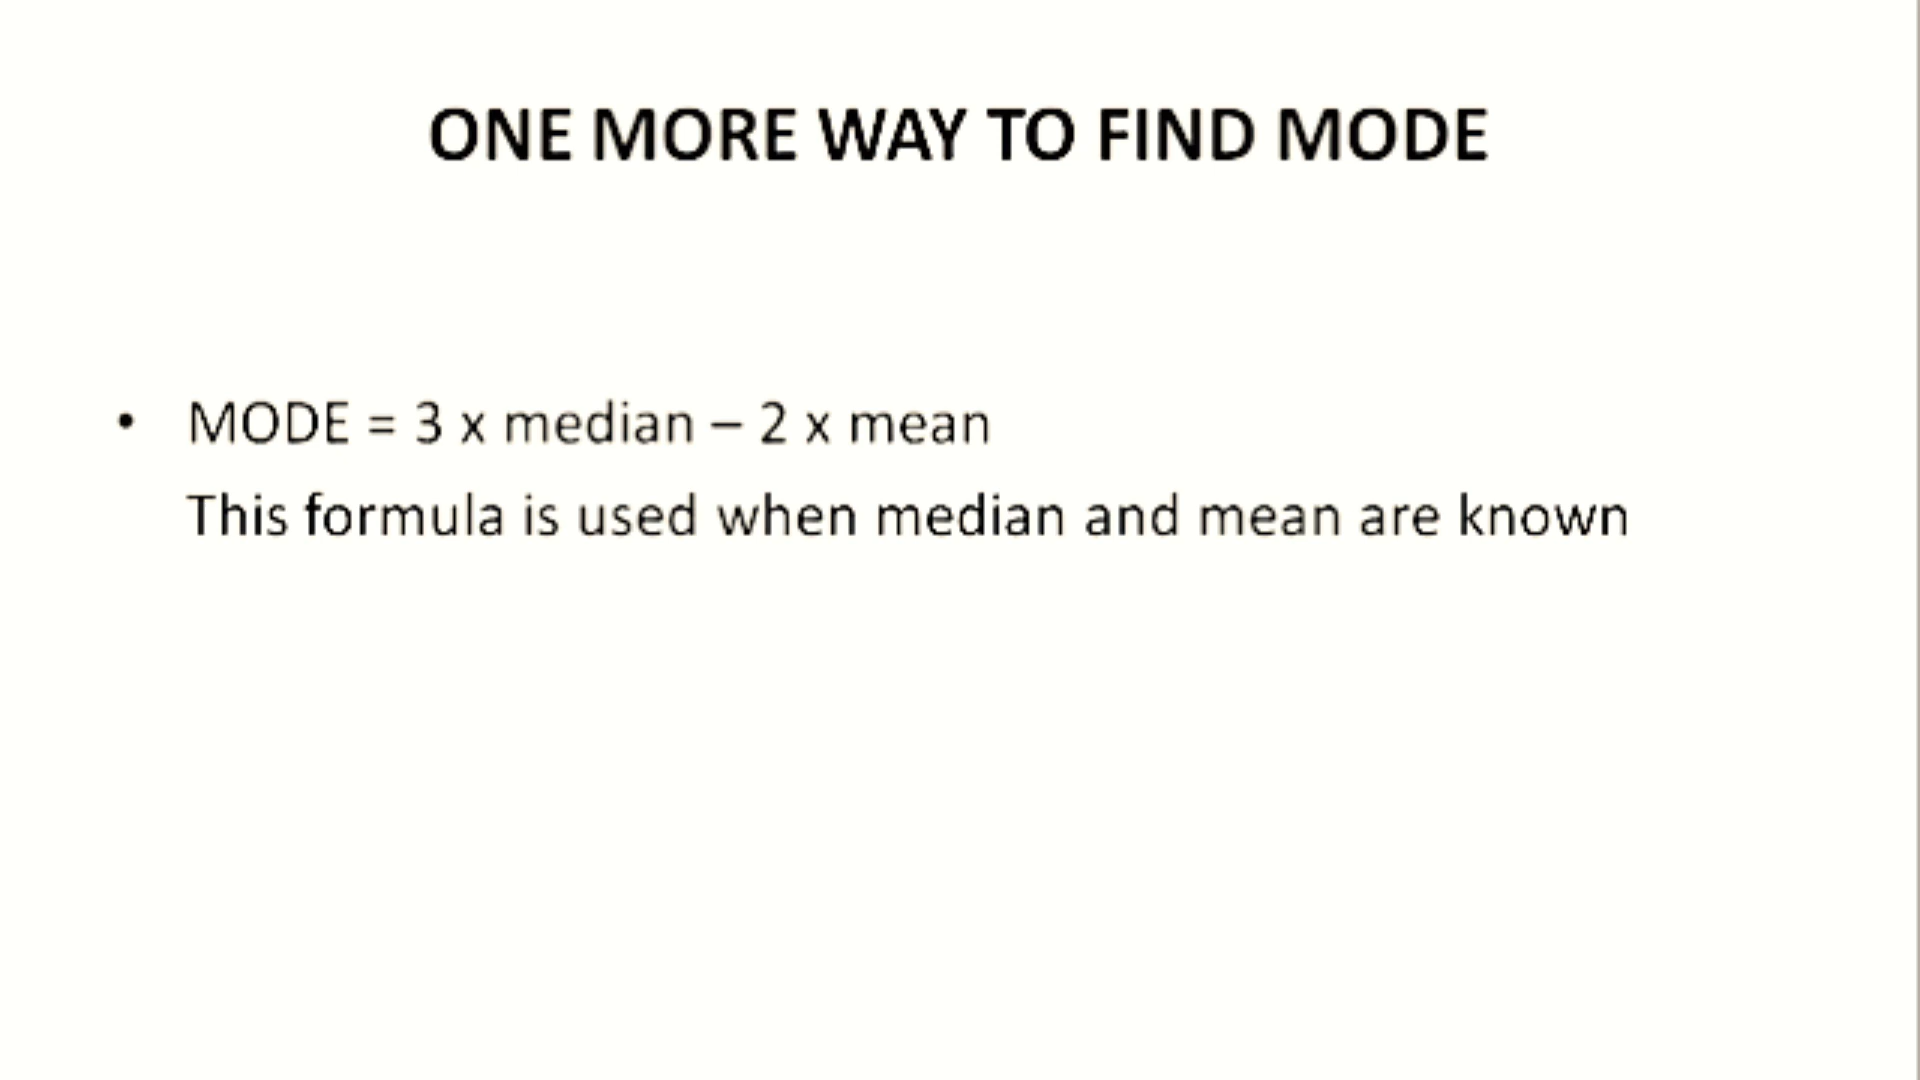 ONE MORE WAY TO FIND MODE
• MODE = 3 x median – 2 x mean
This formula is used when median and mean are known